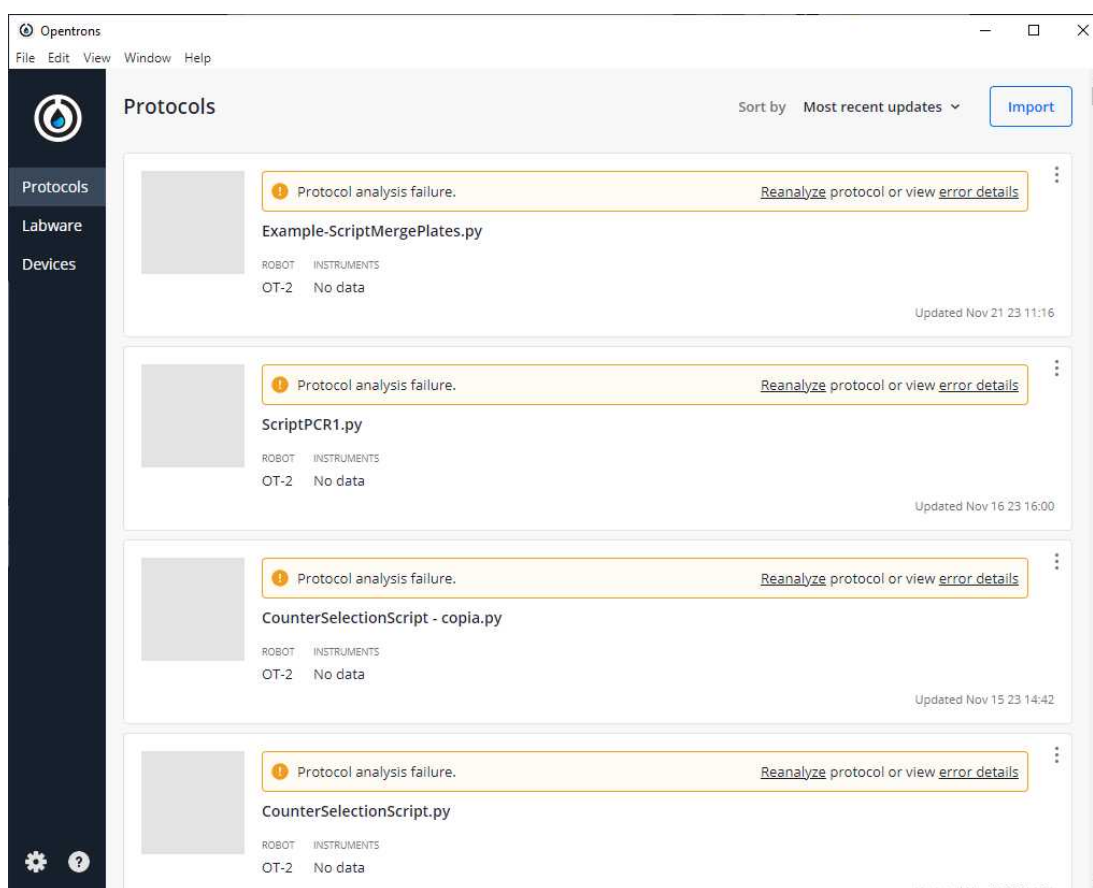 Opentrons
File Edit View Window Help
Protocols
Sort by Most recent updates
Import
Protocols
Labware
Devices
! Protocol analysis failure. Reanalyze protocol or view error details
Example-ScriptMergePlates.py
ROBOT INSTRUMENTS
OT-2 No data
Updated Nov 21 23 11:16
! Protocol analysis failure. Reanalyze protocol or view error details
ScriptPCR1.py
ROBOT INSTRUMENTS
OT-2 No data
Updated Nov 16 23 16:00
! Protocol analysis failure. Reanalyze protocol or view error details
CounterSelectionScript - copia.py
ROBOT INSTRUMENTS
OT-2 No data
Updated Nov 15 23 14:42
! Protocol analysis failure. Reanalyze protocol or view error details
CounterSelectionScript.py
ROBOT INSTRUMENTS
OT-2 No data
?